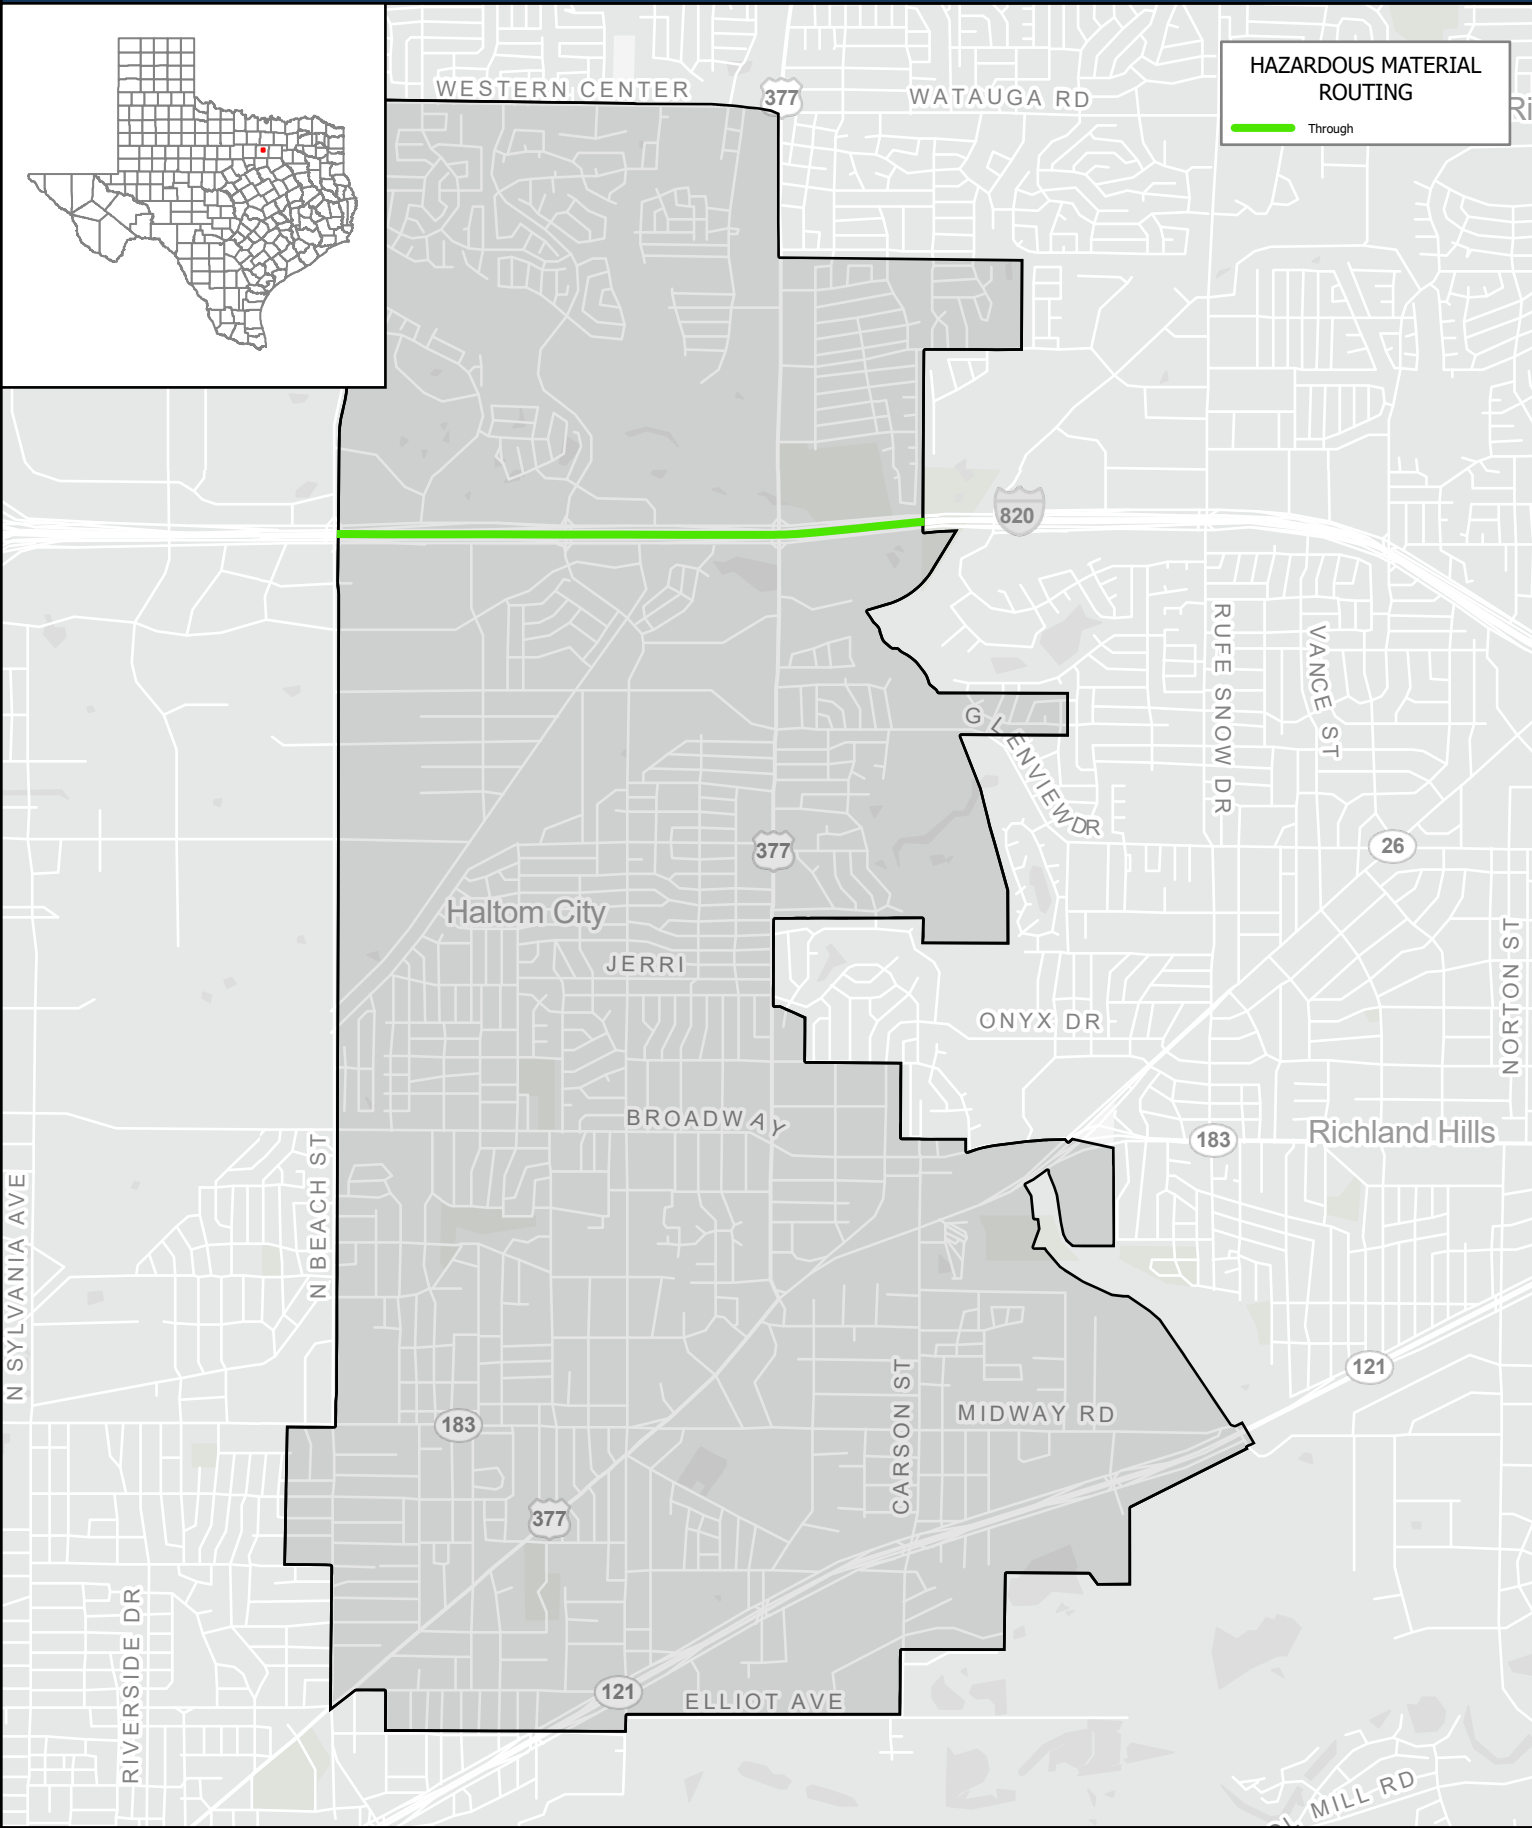 HAZARDOUS MATERIAL
ROUTING
Through
WESTERN CENTER
377
WATAUGA RD
Ri
820
RUFE SNOW DR
VANCE ST
GLENVIEW DR
377
26
Haltom City
JERRI
ONYX DR
NORTON ST
BROADWAY
183
Richland Hills
N BEACH ST
N SYLVANIA AVE
121
CARSON ST
MIDWAY RD
183
377
RIVERSIDE DR
121
ELLIOT AVE
MILL RD